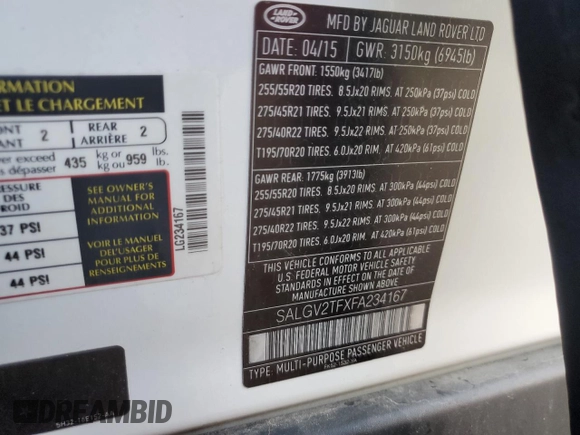 ORMATION
ET LE CHARGEMENT
ONT 2
ANT
REAR 2
ARRIÈRE
er exceed 435 kg or 959 lbs.
s dépasser kg ou lb.
RESSURE
DES
ROID
37 PSI
44 PSI
44 PSI
SEE OWNER'S
MANUAL FOR
ADDITIONAL
INFORMATION
VOIR LE MANUEL
DEL'USAGER
POUR PLUS DE
RENSEIGNEMENTS
LG234167
LAND-
ROVER
MFD BY JAGUAR LAND ROVER LTD
DATE: 04/15 GWR: 3150kg (6945lb)
GAWR FRONT: 1550kg (3417lb)
255/55R20 TIRES, 8.5Jx20 RIMS, AT 250kPa (37psi) COLD
275/45R21 TIRES, 9.5Jx21 RIMS, AT 250kPa (37psi) COLD
275/40R22 TIRES, 9.5Jx22 RIMS, AT 250kPa (37psi) COLD
T195/70R20 TIRES, 6.0Jx20 RIM, AT 420kPa (61psi) COLD
GAWR REAR: 1775kg (3913lb)
255/55R20 TIRES, 8.5Jx20 RIMS, AT 300kPa (44psi) COLD
275/45R21 TIRES, 9.5Jx21 RIMS, AT 300kPa (44psi) COLD
275/40R22 TIRES, 9.5Jx22 RIMS, AT 300kPa (44psi) COLD
T195/70R20 TIRES, 6.0Jx20 RIM, AT 420kPa (61psi) COLD
THIS VEHICLE CONFORMS TO ALL APPLICABLE
U.S. FEDERAL MOTOR VEHICLE SAFETY
STANDARDS IN EFFECT ON THE DATE OF
MANUFACTURE SHOWN ABOVE.
SALGV2TFXFA234167
TYPE: MULTI-PURPOSE PASSENGER VEHICLE
DREAMBID